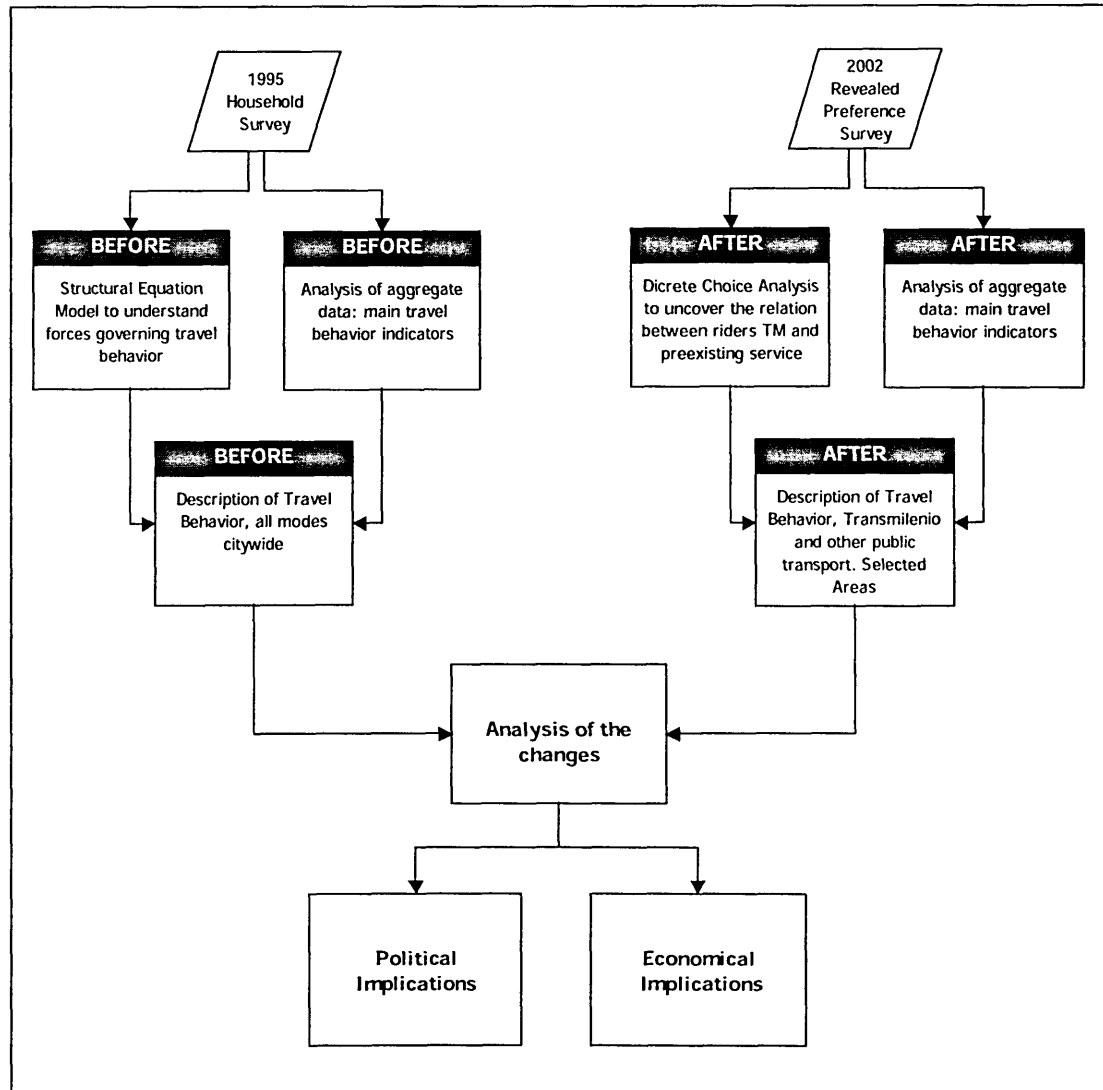 1995
Household
Survey
2002
Revealed
Preference
Survey
BEFORE
Structural Equation
Model to understand
forces governing travel
behavior
BEFORE
Analysis of aggregate
data: main travel
behavior indicators
AFTER
Dicrete Choice Analysis
to uncover the relation
between riders TM and
preexisting service
AFTER
Analysis of aggregate
data: main travel
behavior indicators
BEFORE
Description of Travel
Behavior, all modes
citywide
AFTER
Description of Travel
Behavior, Transmilenio
and other public
transport. Selected
Areas
Analysis of the
changes
Political
Implications
Economical
Implications